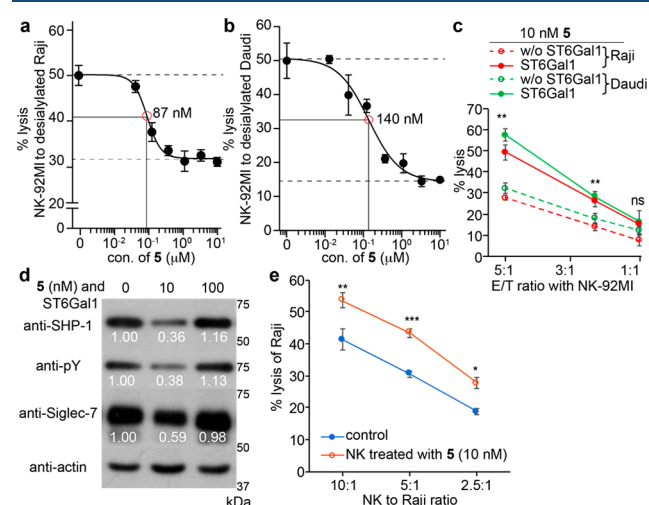 a
60
50
40
30
20
0
% lysis
NK-92MI to desialylated Raji
87 nM
0 10⁻² 10⁻¹ 10⁰ 10¹
con. of 5 (μM)
b
60
50
40
30
20
10
0
% lysis
NK-92MI to desialylated Daudi
140 nM
0 10⁻² 10⁻¹ 10⁰ 10¹
con. of 5 (μM)
c
10 nM 5
w/o ST6Gal1
ST6Gal1
Raji
w/o ST6Gal1
ST6Gal1
Daudi
70
60
50
40
30
20
10
0
% lysis
**
**
ns
5:1 3:1 1:1
E/T ratio with NK-92MI
d
5 (nM) and 0 10 100
ST6Gal1
75
anti-SHP-1
1.00 0.36 1.16
50
75
anti-pY
1.00 0.38 1.13
75
anti-Siglec-7
1.00 0.59 0.98
50
anti-actin
37
kDa
e
60
50
40
30
20
10
0
% lysis of Raji
**
***
*
control
NK treated with 5 (10 nM)
10:1 5:1 2.5:1
NK to Raji ratio